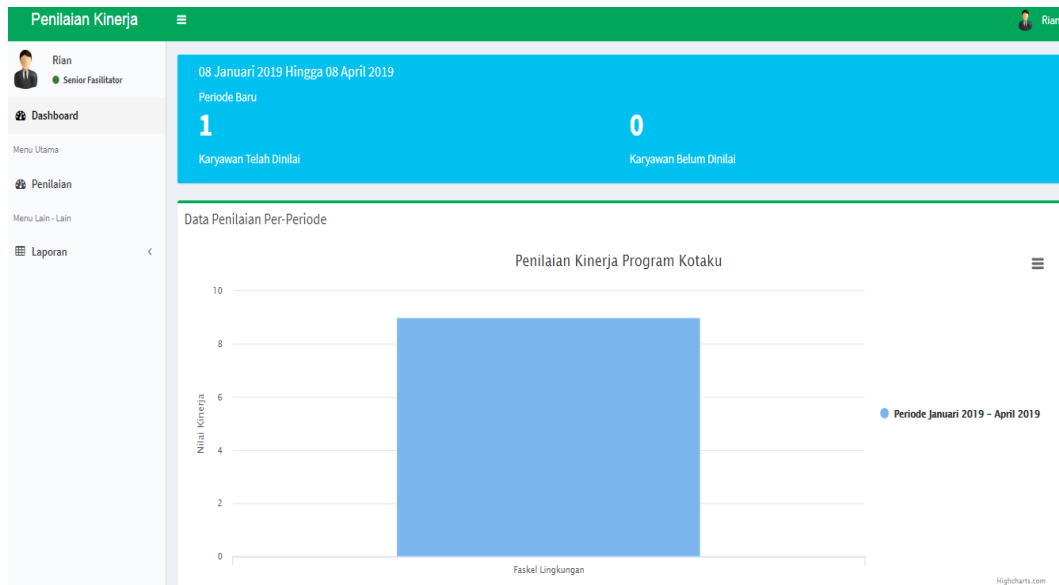 Penilaian Kinerja
Rian
Rian
Senior Fasilitator
Dashboard
Menu Utama
Penilaian
Menu Lain - Lain
Laporan
08 Januari 2019 Hingga 08 April 2019
Periode Baru
1
0
Karyawan Telah Dinilai
Karyawan Belum Dinilai
Data Penilaian Per-Periode
Penilaian Kinerja Program Kotaku
10
8
6
4
2
0
Nilai Kinerja
Faskel Lingkungan
Periode Januari 2019 - April 2019
Highcharts.com